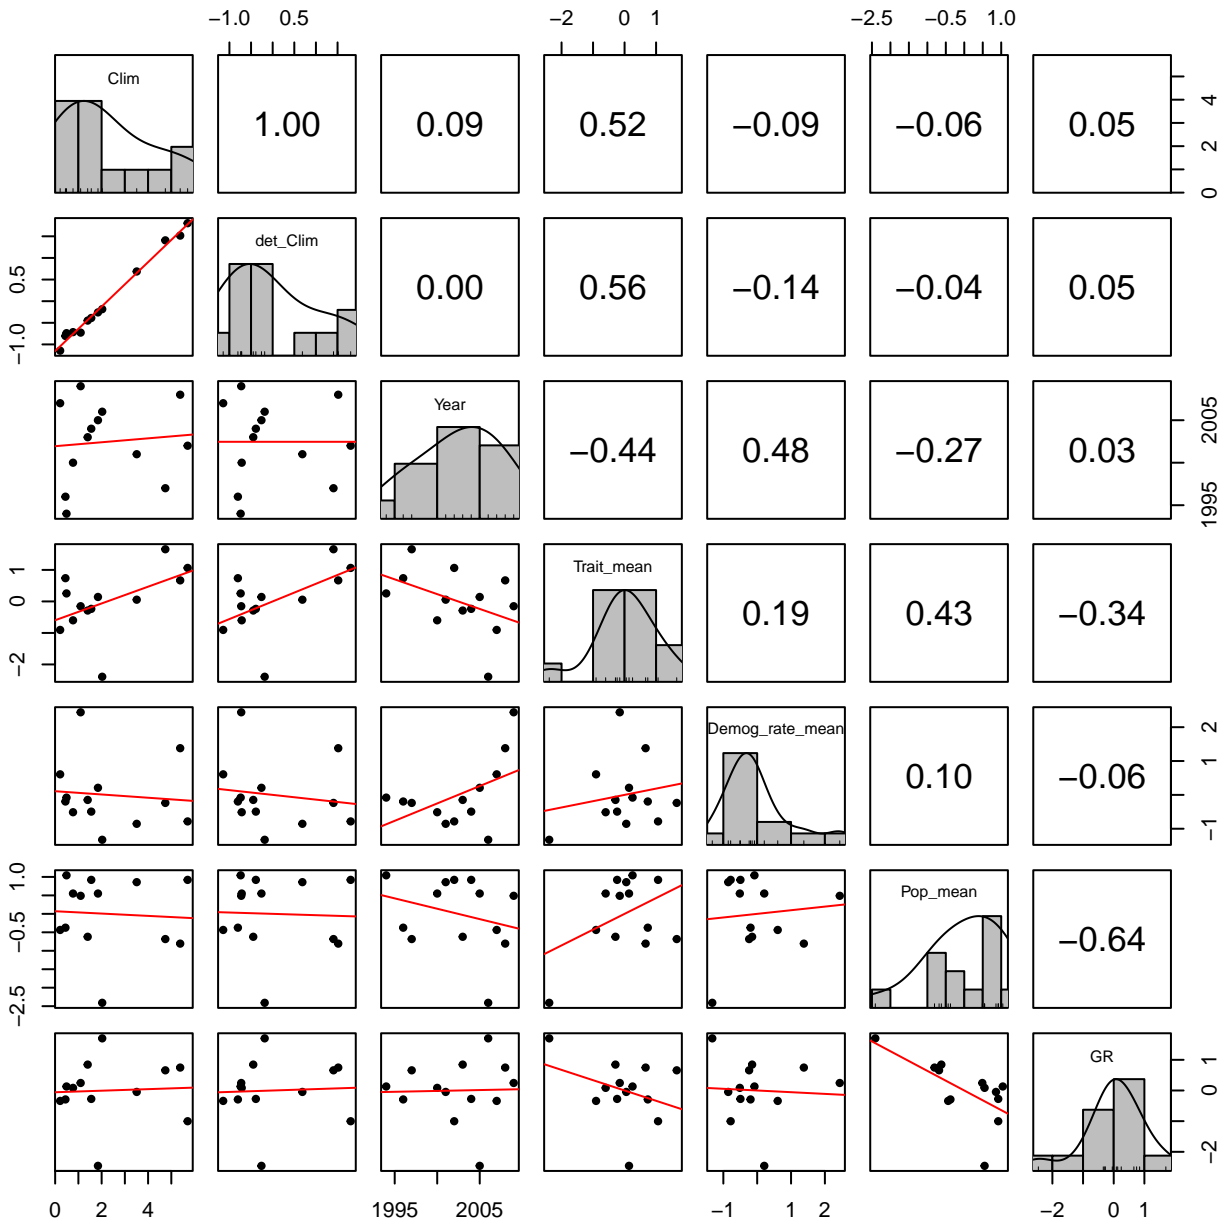 −1.0 0.5 −2 0 1 −2.5 −0.5 1.0
Clim 1.00 0.09 0.52 −0.09 −0.06 0.05 0 2 4
−1.0 0.5 det_Clim 0.00 0.56 −0.14 −0.04 0.05
Year −0.44 0.48 −0.27 0.03 1995 2005
−2 0 1 Trait_mean 0.19 0.43 −0.34
Demog_rate_mean 0.10 −0.06 −1 1 2
−2.5 −0.5 1.0 Pop_mean −0.64
GR −2 0 1
0 2 4 1995 2005 −1 1 2 −2 0 1